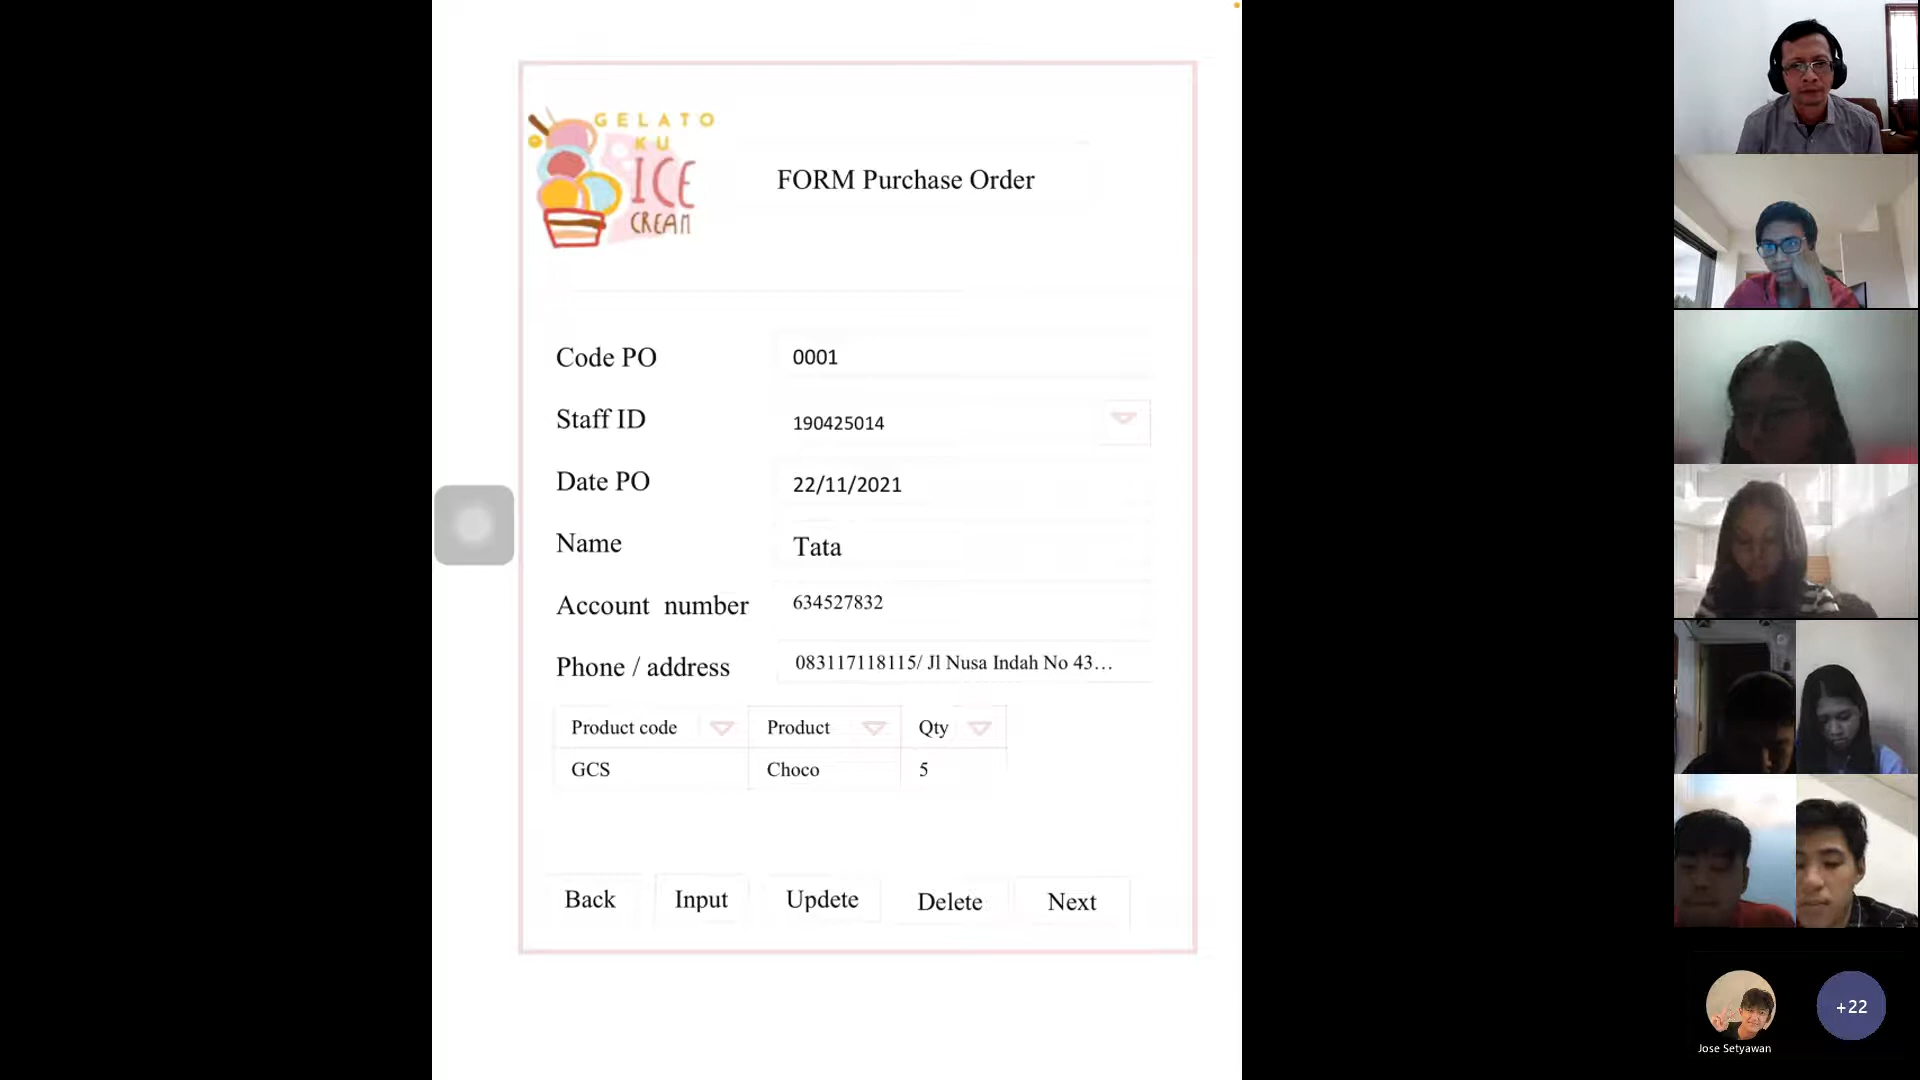 GELATO
KU
ICE
CREAM
FORM Purchase Order
Code PO 0001
Staff ID 190425014
Date PO 22/11/2021
Name Tata
Account number 634527832
Phone / address 083117118115/ Jl Nusa Indah No 43...
Product code Product Qty
GCS Choco 5
Back Input Update Delete Next
+22
Jose Setyawan